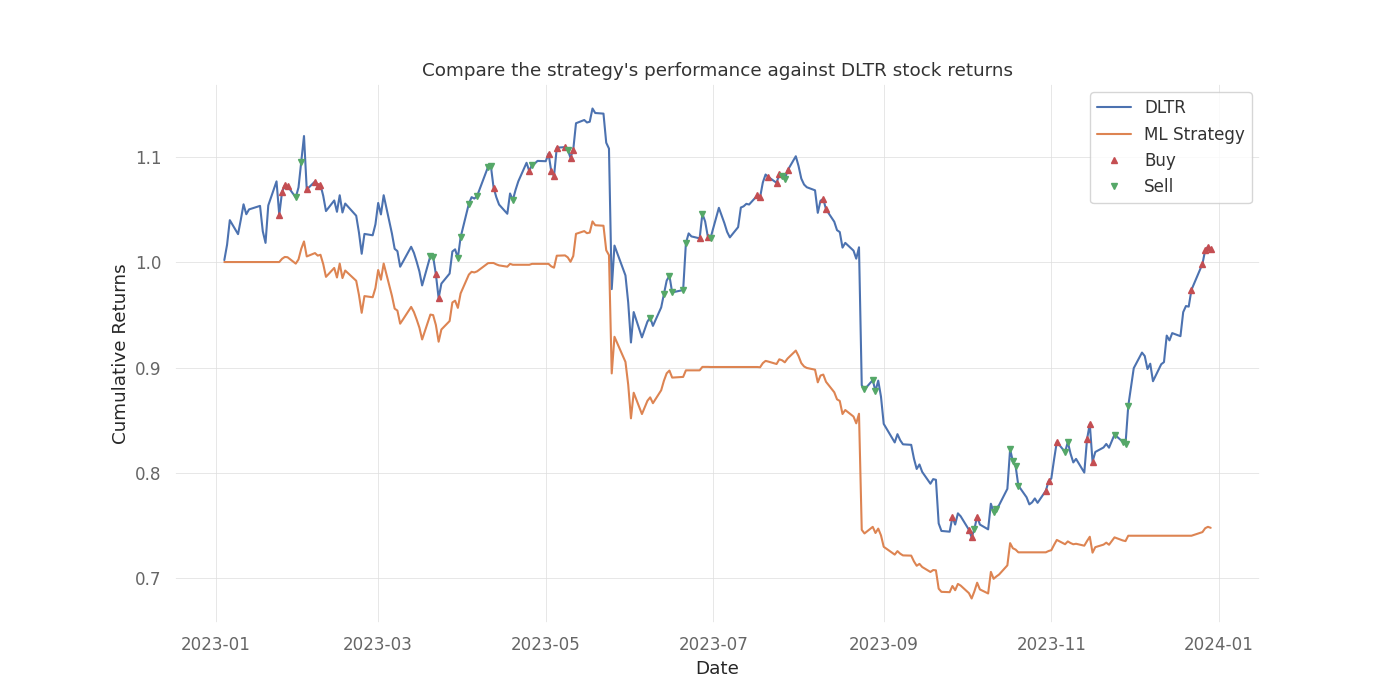 Compare the strategy's performance against DLTR stock returns
DLTR
ML Strategy
Buy
Sell
Cumulative Returns
1.1
1.0
0.9
0.8
0.7
2023-01
2023-03
2023-05
2023-07
2023-09
2023-11
2024-01
Date